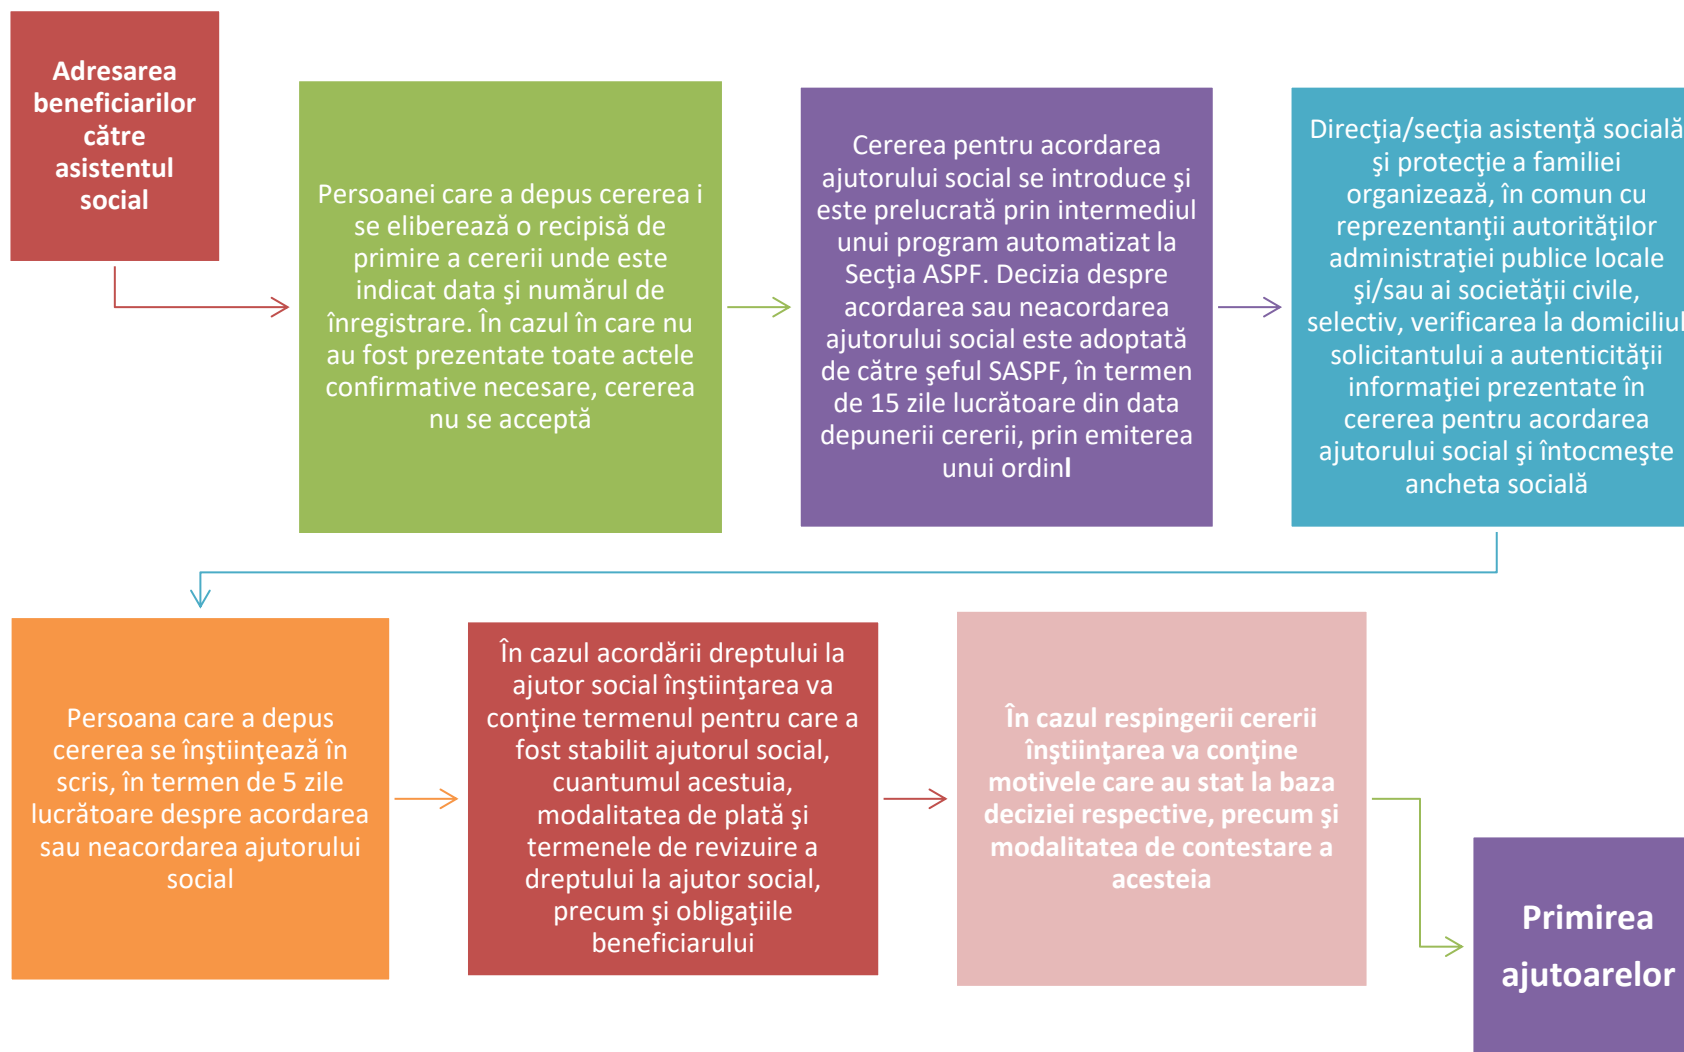 Adresarea
beneficiarilor
către
asistentul
social
Persoanei care a depus cererea i
se eliberează o recipisă de
primire a cererii unde este
indicat data şi numărul de
înregistrare. În cazul în care nu
au fost prezentate toate actele
confirmative necesare, cererea
nu se acceptă
Cererea pentru acordarea
ajutorului social se introduce şi
este prelucrată prin intermediul
unui program automatizat la
Secţia ASPF. Decizia despre
acordarea sau neacordarea
ajutorului social este adoptată
de către şeful SASPF, în termen
de 15 zile lucrătoare din data
depunerii cererii, prin emiterea
unui ordinl
Direcţia/secţia asistenţă socială
şi protecţie a familiei
organizează, în comun cu
reprezentanţii autorităţilor
administraţiei publice locale
şi/sau ai societăţii civile,
selectiv, verificarea la domiciliul
solicitantului a autenticităţii
informaţiei prezentate în
cererea pentru acordarea
ajutorului social şi întocmeşte
ancheta socială
Persoana care a depus
cererea se înştiinţează în
scris, în termen de 5 zile
lucrătoare despre acordarea
sau neacordarea ajutorului
social
În cazul acordării dreptului la
ajutor social înştiinţarea va
conţine termenul pentru care a
fost stabilit ajutorul social,
cuantumul acestuia,
modalitatea de plată şi
termenele de revizuire a
dreptului la ajutor social,
precum şi obligaţiile
beneficiarului
În cazul respingerii cererii
înştiinţarea va conţine
motivele care au stat la baza
deciziei respective, precum şi
modalitatea de contestare a
acesteia
Primirea
ajutoarelor